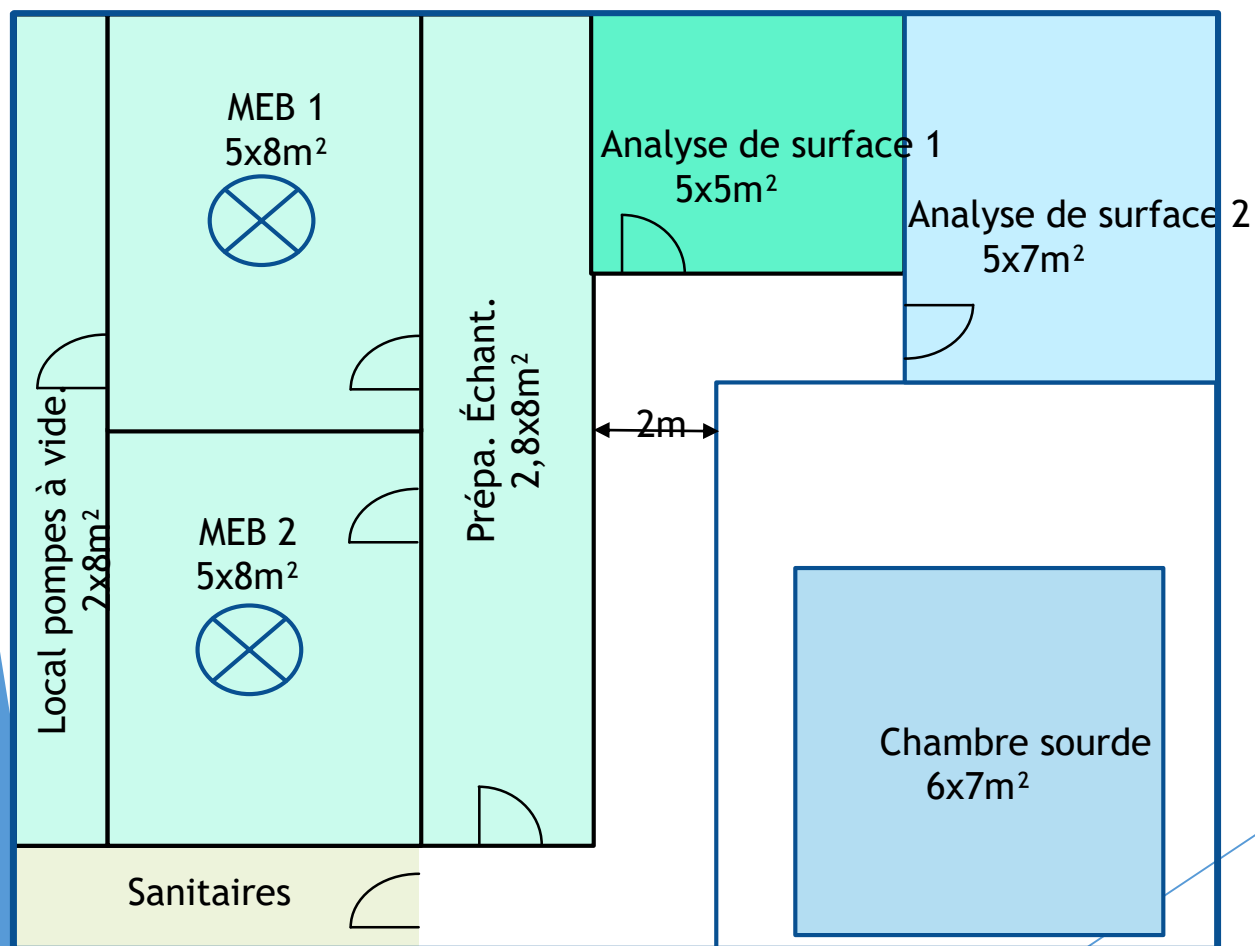 MEB 1
5x8m²
Analyse de surface 1
5x5m²
Analyse de surface 2
5x7m²
Local pompes à vide.
2x8m²
Prépa. Échant.
2,8x8m²
2m
MEB 2
5x8m²
Chambre sourde
6x7m²
Sanitaires